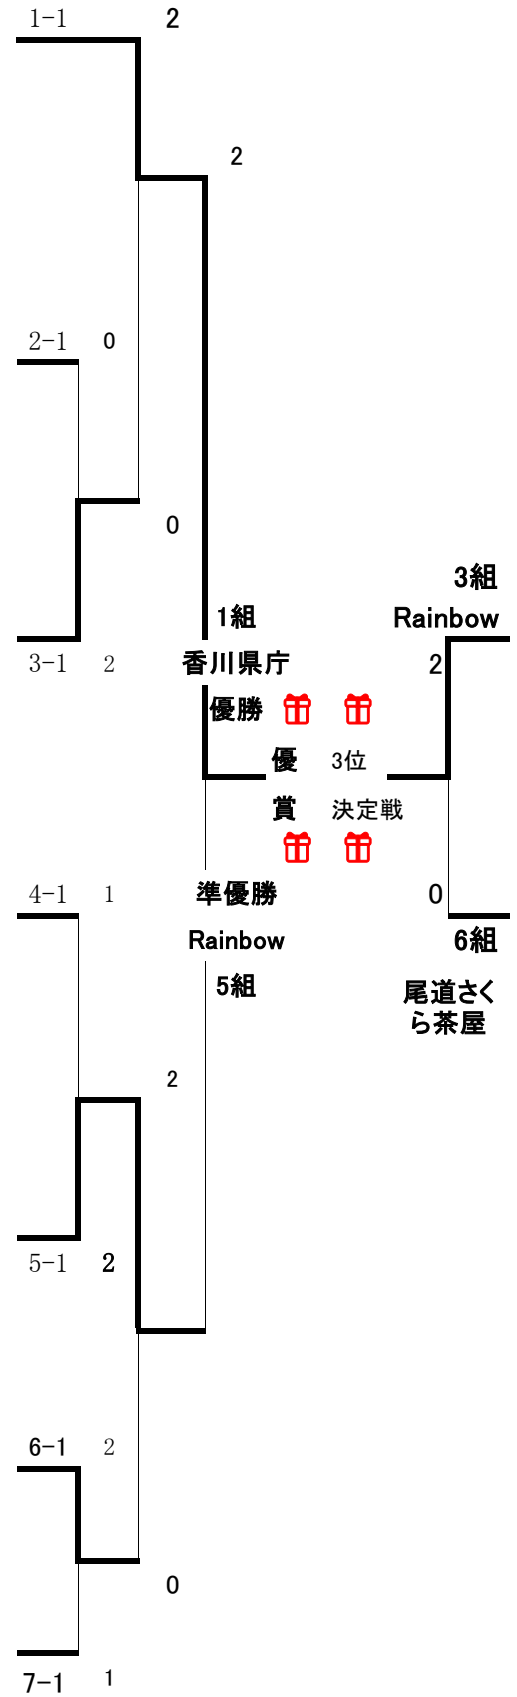 1-1 2
2
2-1 0
0
3組
1組
Rainbow
3-1 2
香川県庁
2
優勝
優 3位
賞 決定戦
4-1 1
準優勝
0
Rainbow
6組
5組
尾道さく
ら茶屋
2
5-1 2
6-1 2
0
7-1 1